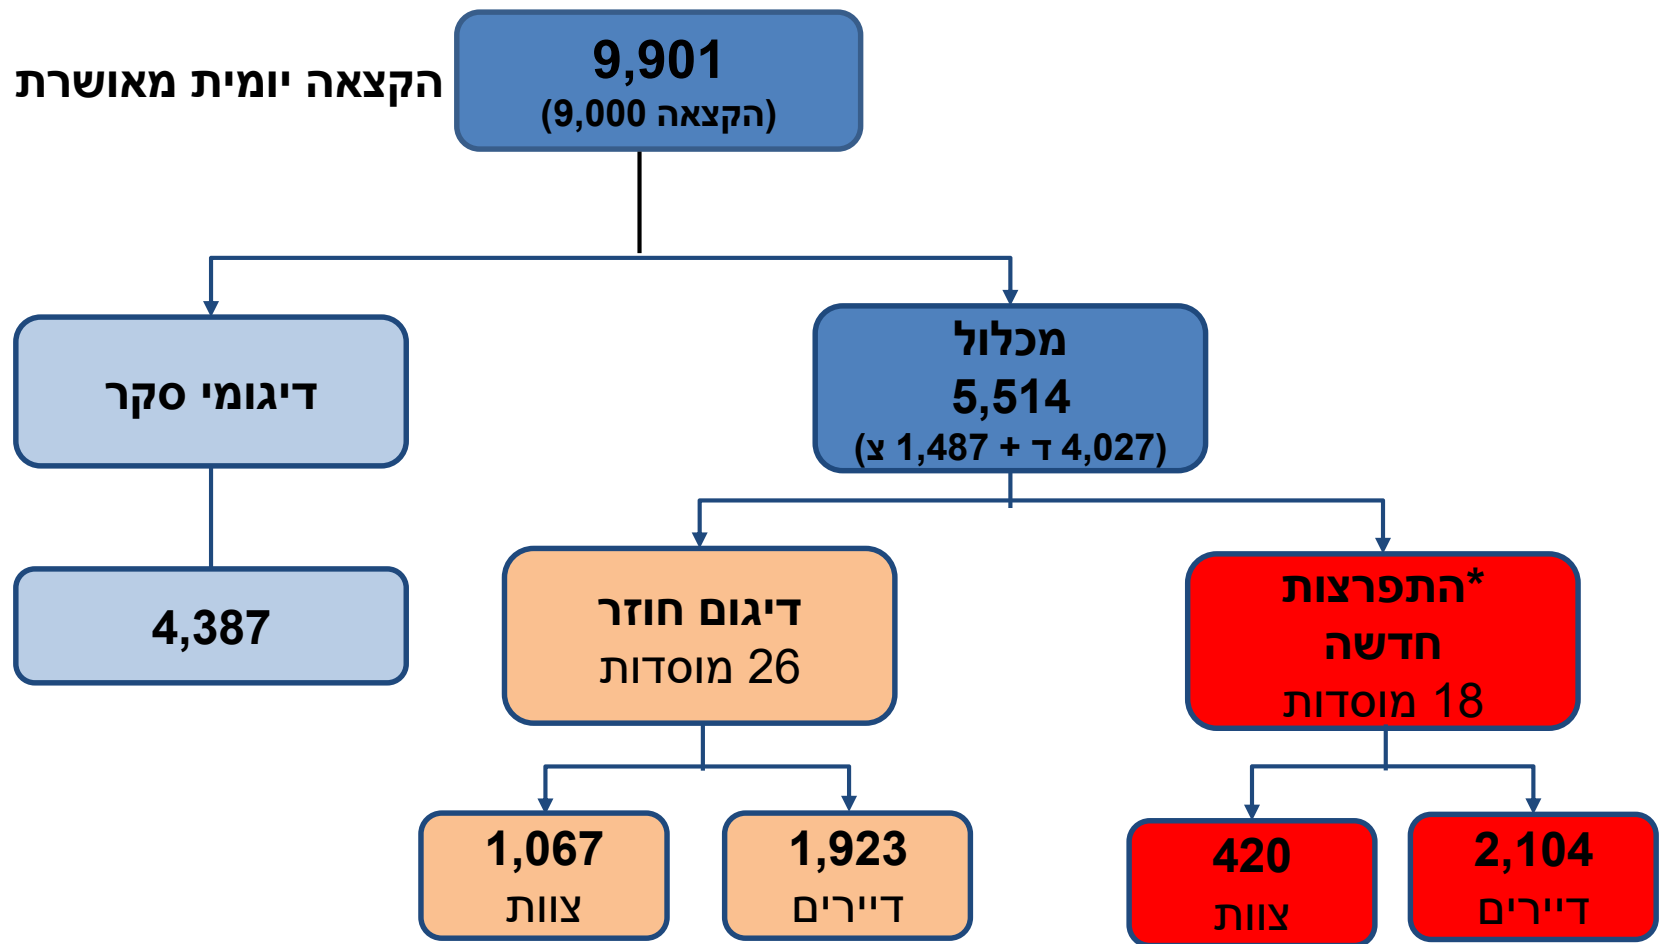 הקצאה יומית מאושרת
9,901
(הקצאה 9,000)
מכלול
5,514
(4,027 ד + 1,487 צ)
דיגומי סקר
4,387
*התפרצות
חדשה
18 מוסדות
דיגום חוזר
26 מוסדות
2,104
דיירים
420
צוות
1,923
דיירים
1,067
צוות